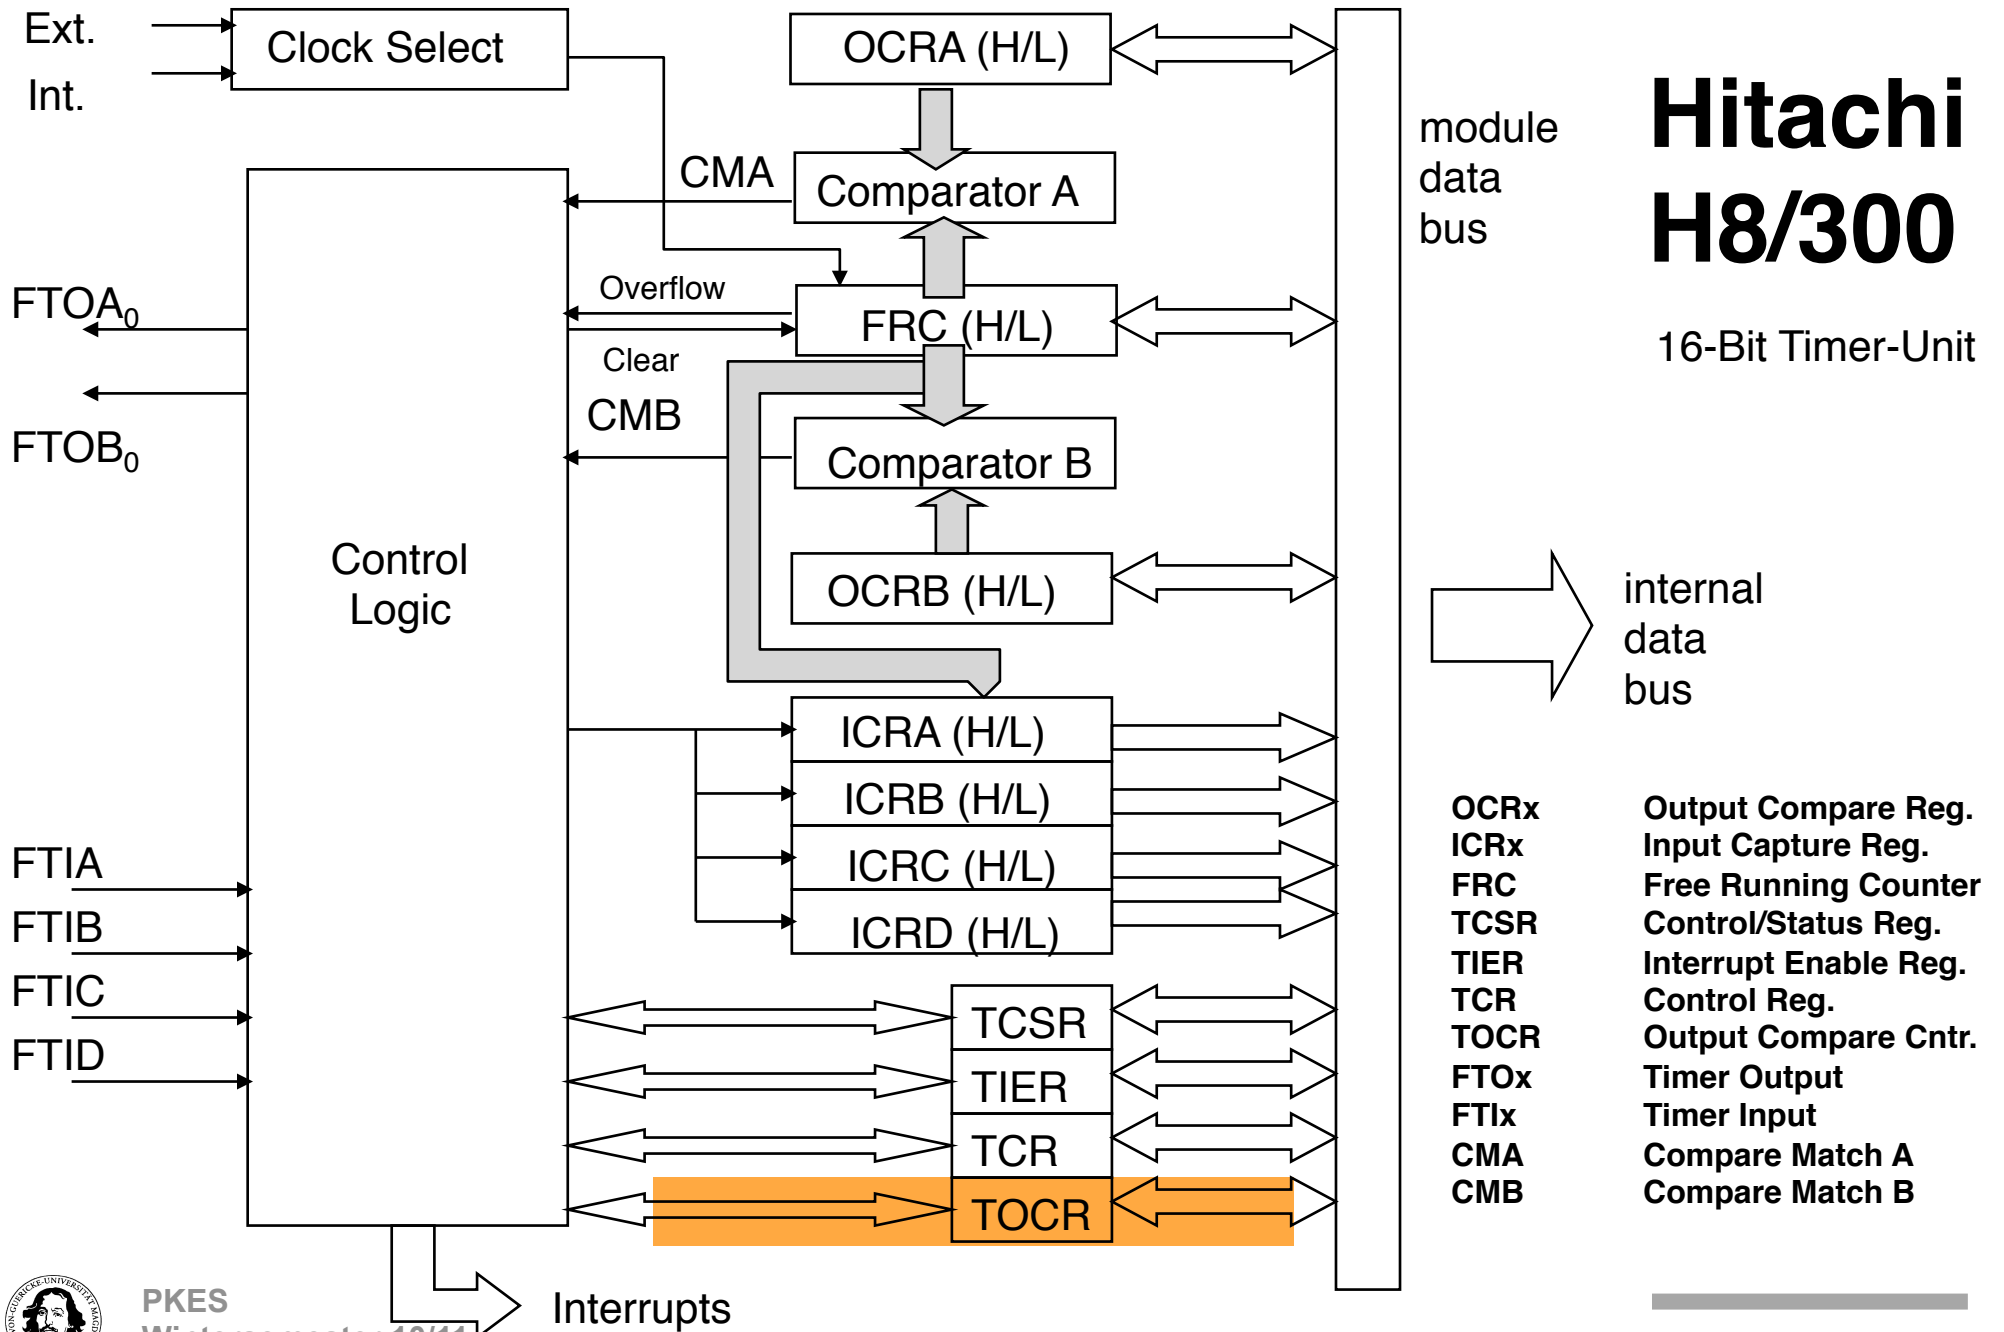 Ext.
Int.
Clock Select
OCRA (H/L)
module
data
bus
Hitachi
H8/300
16-Bit Timer-Unit
CMA
Comparator A
Overflow
FRC (H/L)
Clear
CMB
Comparator B
FTOA0
FTOB0
Control
Logic
OCRB (H/L)
internal
data
bus
ICRA (H/L)
ICRB (H/L)
ICRC (H/L)
ICRD (H/L)
FTIA
FTIB
FTIC
FTID
TCSR
TIER
TCR
TOCR
OCRx Output Compare Reg.
ICRx Input Capture Reg.
FRC Free Running Counter
TCSR Control/Status Reg.
TIER Interrupt Enable Reg.
TCR Control Reg.
TOCR Output Compare Cntr.
FTOx Timer Output
FTIx Timer Input
CMA Compare Match A
CMB Compare Match B
Interrupts
PKES
Wintersemester 10/11